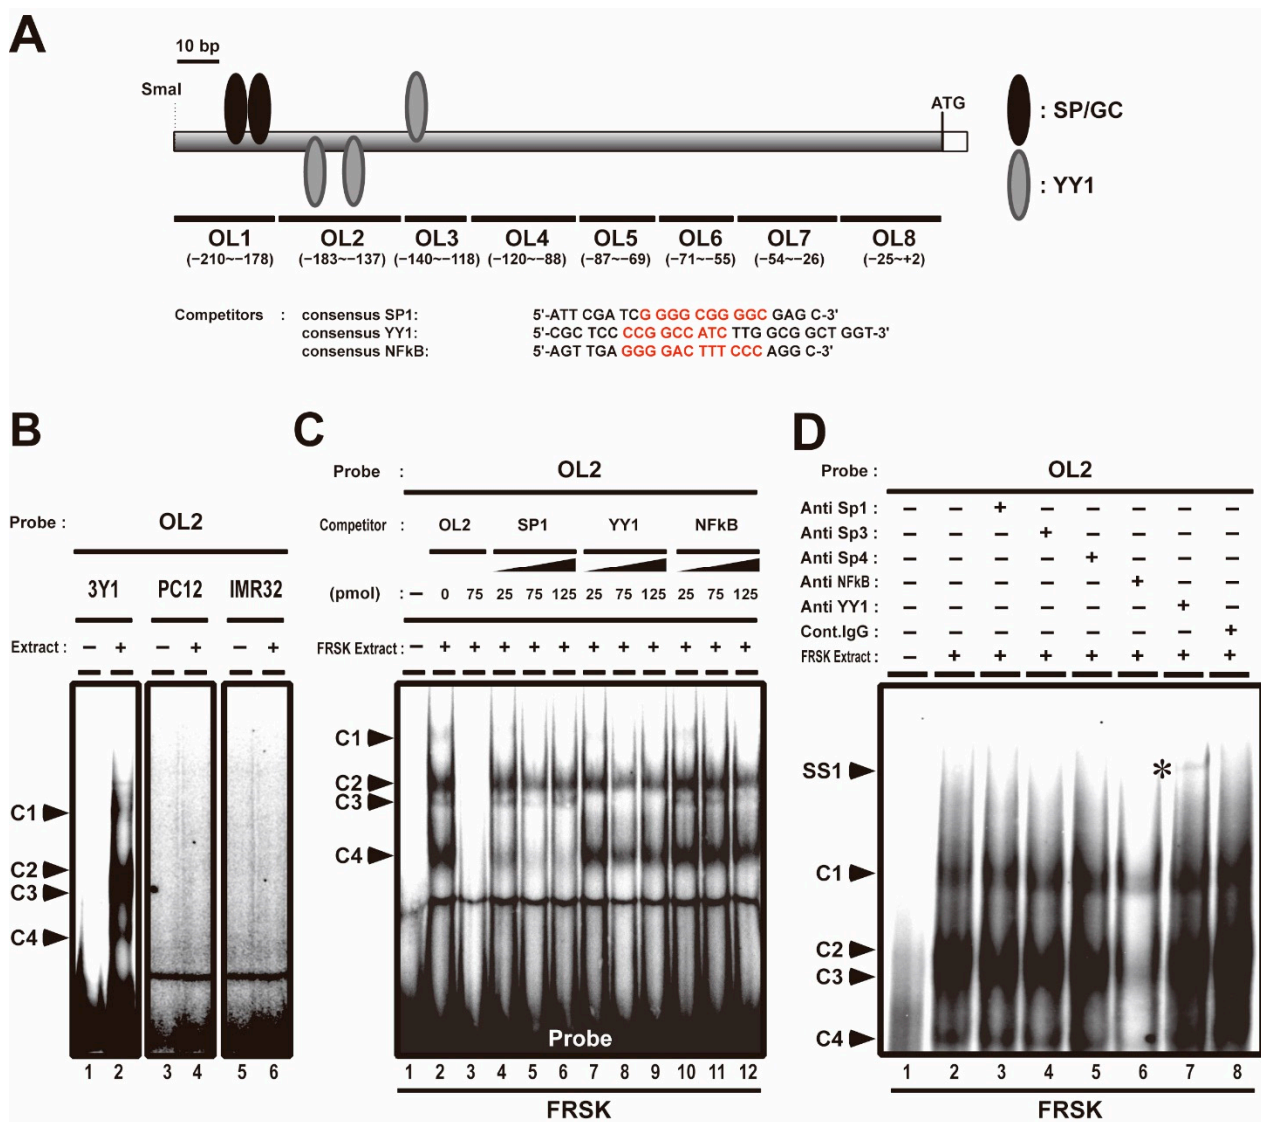 A
10 bp
SmaI
ATG
: SP/GC
: YY1
OL1 OL2 OL3 OL4 OL5 OL6 OL7 OL8
(−210~−178) (−183~−137) (−140~−118) (−120~−88) (−87~−69) (−71~−55) (−54~−26) (−25~+2)
Competitors : consensus SP1: 5'-ATT CGA TCG GGG CGG GGC GAG C-3'
consensus YY1: 5'-CGC TCC CCG GCC ATC TTG GCG GCT GGT-3'
consensus NFkB: 5'-AGT TGA GGG GAC TTT CCC AGG C-3'
B
Probe : OL2
3Y1 PC12 IMR32
Extract : − + − + − +
C1
C2
C3
C4
1 2 3 4 5 6
C
Probe : OL2
Competitor : OL2 SP1 YY1 NFkB
(pmol) − 0 75 25 75 125 25 75 125 25 75 125
FRSK Extract : − + + + + + + + + + + +
C1
C2
C3
C4
Probe
1 2 3 4 5 6 7 8 9 10 11 12
FRSK
D
Probe : OL2
Anti Sp1 : − − + − − − − −
Anti Sp3 : − − − + − − − −
Anti Sp4 : − − − − + − − −
Anti NFkB : − − − − − + − −
Anti YY1 : − − − − − − + −
Cont.IgG : − − − − − − − +
FRSK Extract : − + + + + + + +
SS1
*
C1
C2
C3
C4
1 2 3 4 5 6 7 8
FRSK